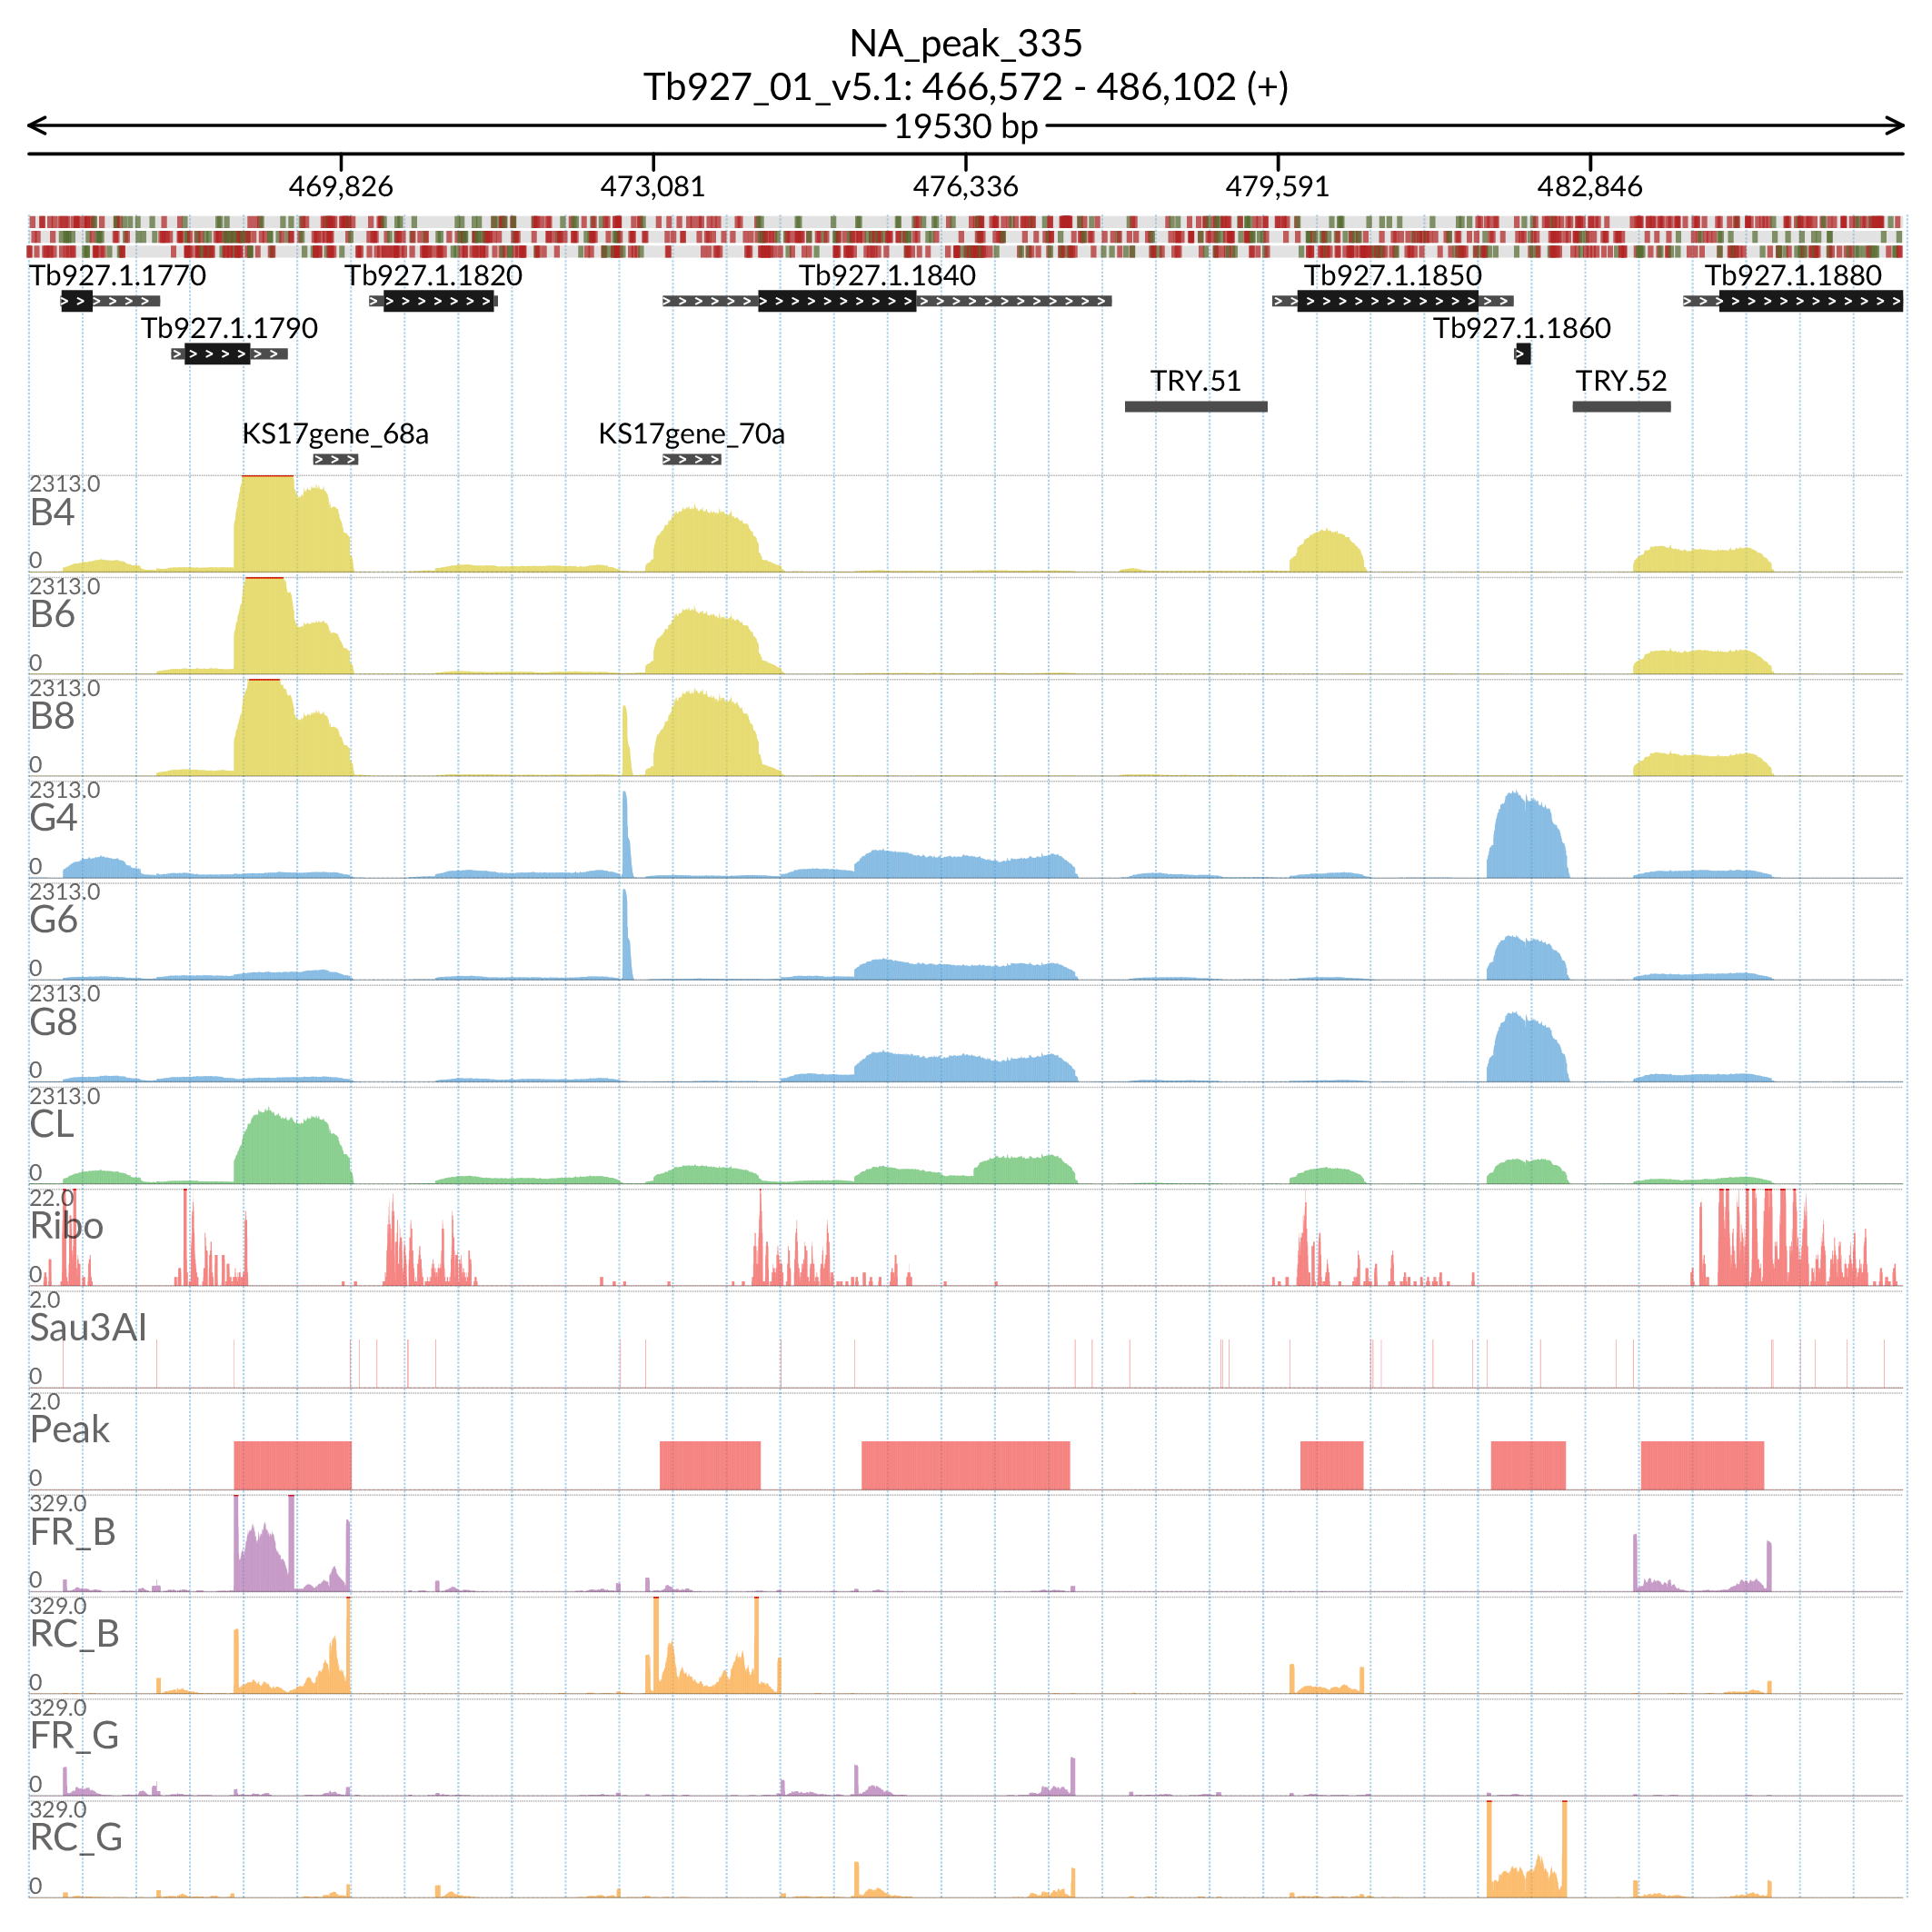 NA_peak_335
Tb927_01_v5.1: 466,572 - 486,102 (+)
19530 bp
469,826 473,081 476,336 479,591 482,846
Tb927.1.1770 Tb927.1.1820 Tb927.1.1840 Tb927.1.1850 Tb927.1.1880
Tb927.1.1790 Tb927.1.1860
TRY.51 TRY.52
KS17gene_68a KS17gene_70a
2313.0
B4
0
2313.0
B6
0
2313.0
B8
0
2313.0
G4
0
2313.0
G6
0
2313.0
G8
0
2313.0
CL
0
22.0
Ribo
0
2.0
Sau3AI
0
2.0
Peak
0
329.0
FR_B
0
329.0
RC_B
0
329.0
FR_G
0
329.0
RC_G
0